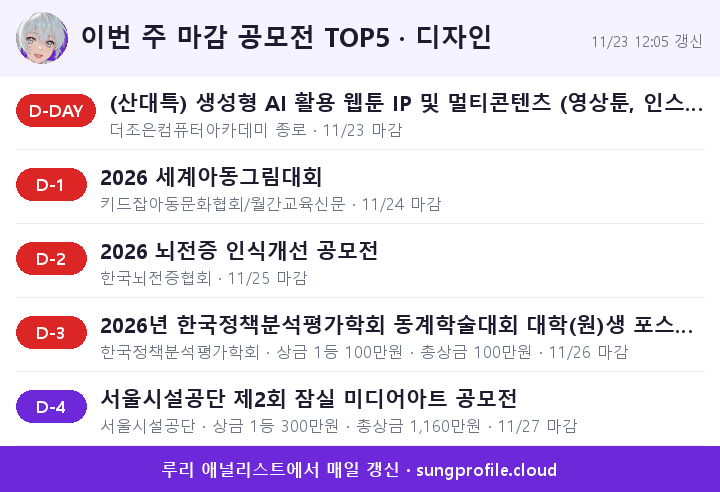 이번 주 마감 공모전 TOP5 · 디자인
11/23 12:05 갱신
D-DAY
(산대특) 생성형 AI 활용 웹툰 IP 및 멀티콘텐츠 (영상툰, 인스...
더조은컴퓨터아카데미 종로 · 11/23 마감
D-1
2026 세계아동그림대회
키드잡아동문화협회/월간교육신문 · 11/24 마감
D-2
2026 뇌전증 인식개선 공모전
한국뇌전증협회 · 11/25 마감
D-3
2026년 한국정책분석평가학회 동계학술대회 대학(원)생 포스...
한국정책분석평가학회 · 상금 1등 100만원 · 총상금 100만원 · 11/26 마감
D-4
서울시설공단 제2회 잠실 미디어아트 공모전
서울시설공단 · 상금 1등 300만원 · 총상금 1,160만원 · 11/27 마감
루리 애널리스트에서 매일 갱신 · sungprofile.cloud